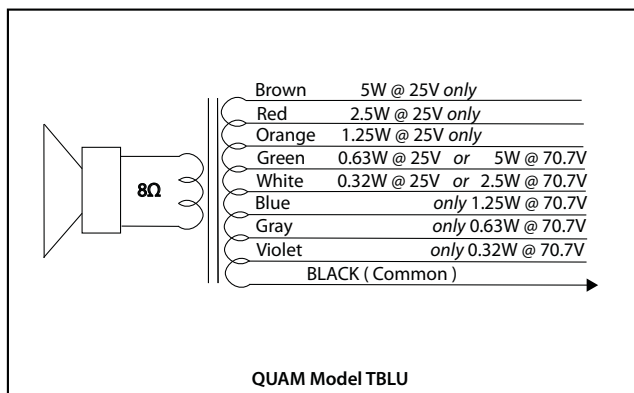 Brown 5W @ 25V only
Red 2.5W @ 25V only
Orange 1.25W @ 25V only
Green 0.63W @ 25V or 5W @ 70.7V
White 0.32W @ 25V or 2.5W @ 70.7V
Blue only 1.25W @ 70.7V
Gray only 0.63W @ 70.7V
Violet only 0.32W @ 70.7V
BLACK ( Common )
8Ω
QUAM Model TBLU